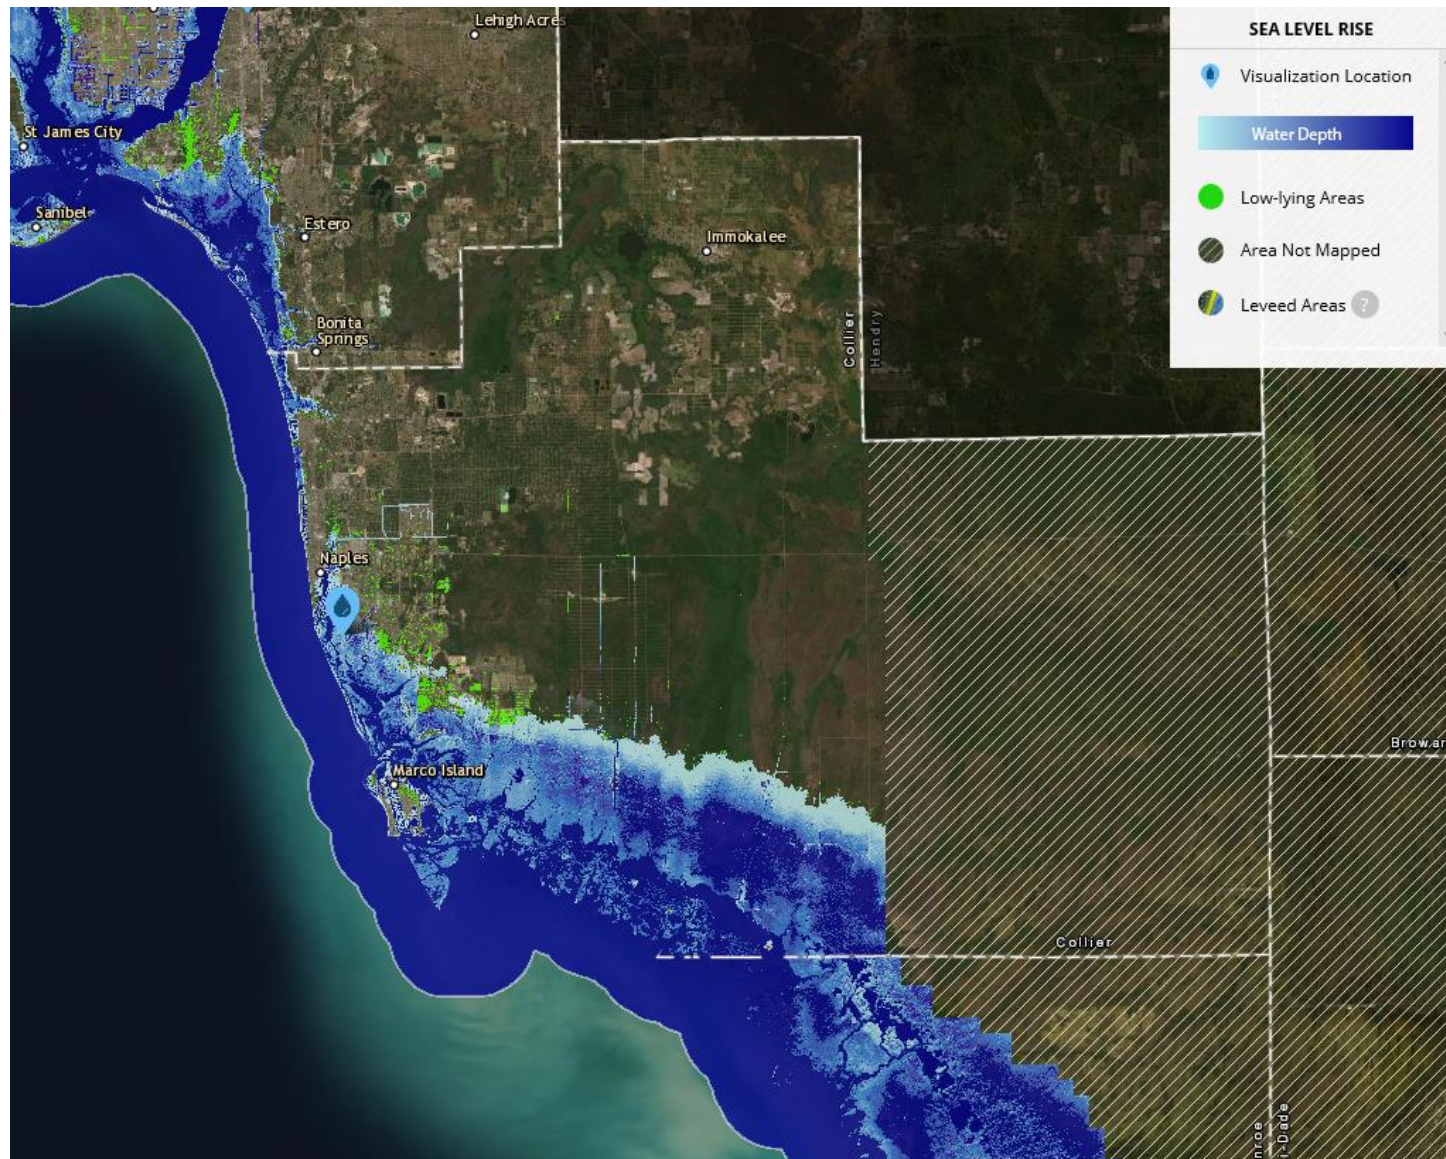 Lehigh Acres
St James City
Sanibel
Estero
Immokalee
Bonita
Springs
Collier
Hendry
Naples
Marco Island
Collier
Browar
nroe
i-Dade
SEA LEVEL RISE
Visualization Location
Water Depth
Low-lying Areas
Area Not Mapped
Leveed Areas ?